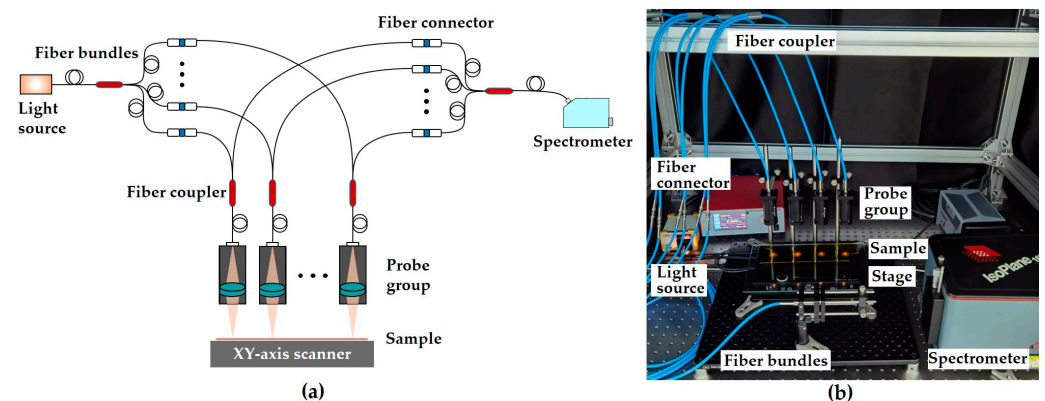 Fiber bundles
Fiber connector
Light
source
Spectrometer
Fiber coupler
Probe
group
Sample
XY-axis scanner
(a)
Fiber coupler
Fiber
connector
Probe
group
Sample
Stage
Light
source
IsoPlane
Fiber bundles
Spectrometer
(b)